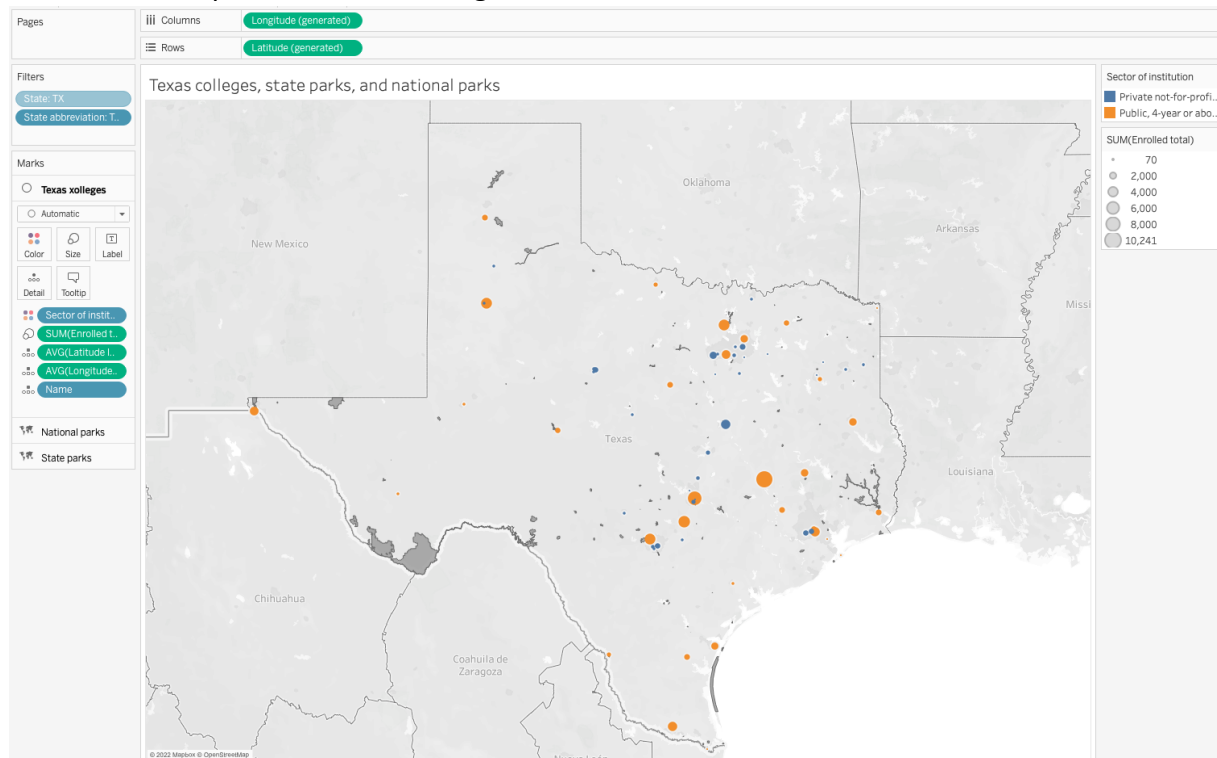 Pages
Columns
Longitude (generated)
Rows
Latitude (generated)
Filters
State: TX
State abbreviation: T..
Marks
Texas xolleges
Automatic
Color
Size
Label
Detail
Tooltip
Sector of instit..
SUM(Enrolled t..
AVG(Latitude l..
AVG(Longitude..
Name
National parks
State parks
Texas colleges, state parks, and national parks
Oklahoma
New Mexico
Arkansas
Missi
Texas
Louisiana
Chihuahua
Coahuila de
Zaragoza
© 2022 Mapbox © OpenStreetMap
Sector of institution
Private not-for-profi..
Public, 4-year or abo..
SUM(Enrolled total)
70
2,000
4,000
6,000
8,000
10,241